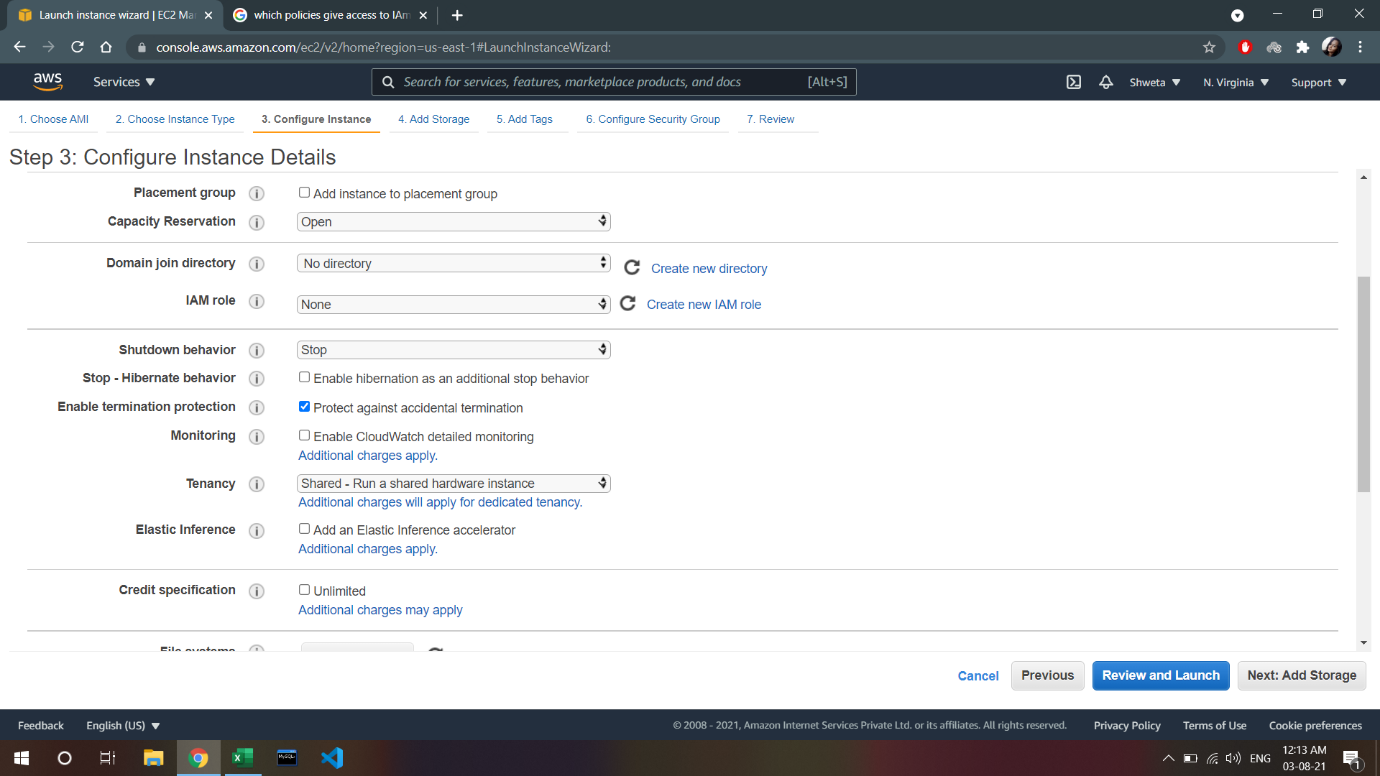 Launch instance wizard | EC2 Ma
which policies give access to IAm
console.aws.amazon.com/ec2/v2/home?region=us-east-1#LaunchInstanceWizard:
aws
Services
Search for services, features, marketplace products, and docs [Alt+S]
Shweta
N. Virginia
Support
1. Choose AMI 2. Choose Instance Type 3. Configure Instance 4. Add Storage 5. Add Tags 6. Configure Security Group 7. Review
Step 3: Configure Instance Details
Placement group
Add instance to placement group
Capacity Reservation
Open
Domain join directory
No directory
Create new directory
IAM role
None
Create new IAM role
Shutdown behavior
Stop
Stop - Hibernate behavior
Enable hibernation as an additional stop behavior
Enable termination protection
Protect against accidental termination
Monitoring
Enable CloudWatch detailed monitoring
Additional charges apply.
Tenancy
Shared - Run a shared hardware instance
Additional charges will apply for dedicated tenancy.
Elastic Inference
Add an Elastic Inference accelerator
Additional charges apply.
Credit specification
Unlimited
Additional charges may apply
File systems
Cancel
Previous
Review and Launch
Next: Add Storage
Feedback
English (US)
© 2008 - 2021, Amazon Internet Services Private Ltd. or its affiliates. All rights reserved.
Privacy Policy
Terms of Use
Cookie preferences
MySQL
ENG
12:13 AM
03-08-21
1